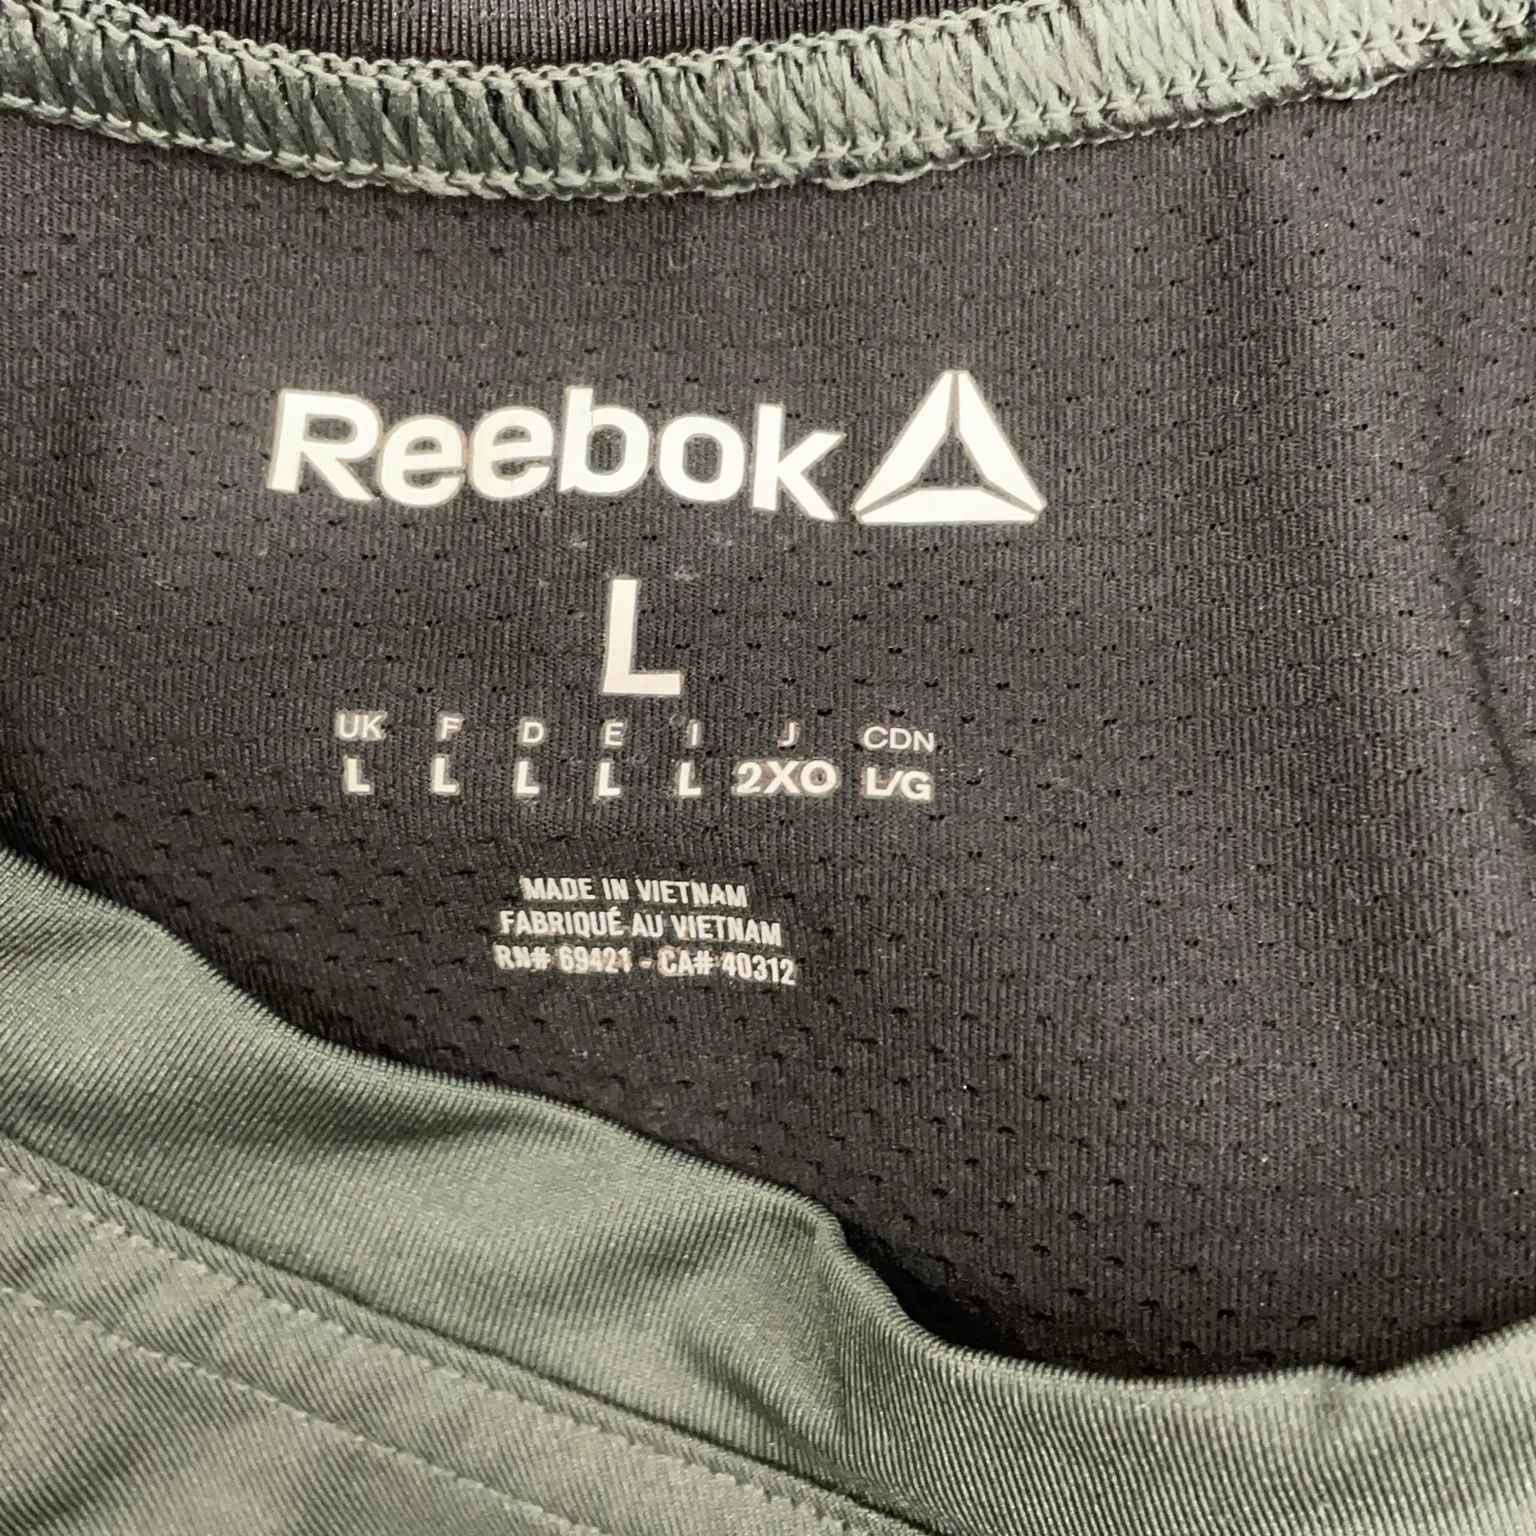 Reebok
L
UK F D E I J CDN
L L L L L 2XO L/G
MADE IN VIETNAM
FABRIQUÉ AU VIETNAM
RN# 69421 - CA# 40312